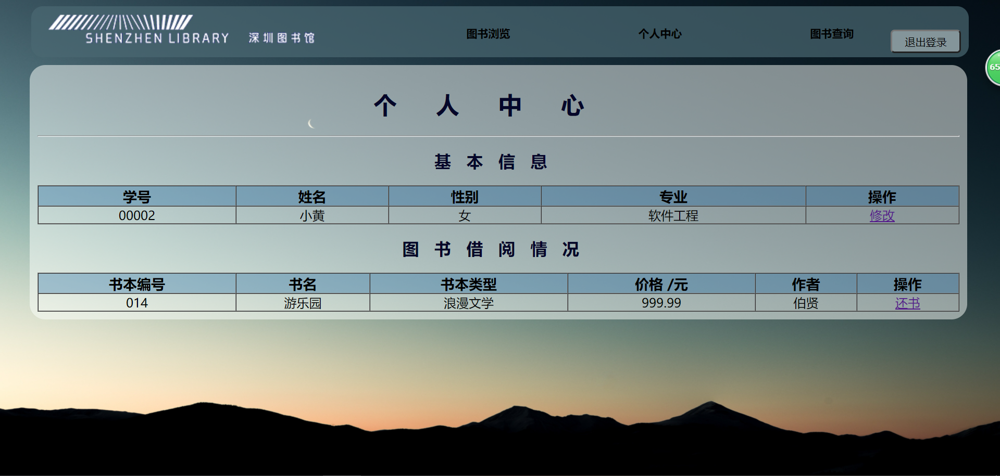 SHENZHEN LIBRARY 深圳图书馆
图书浏览 个人中心 图书查询 退出登录
65
个 人 中 心
基 本 信 息
学号 姓名 性别 专业 操作
00002 小黄 女 软件工程 修改
图 书 借 阅 情 况
书本编号 书名 书本类型 价格 /元 作者 操作
014 游乐园 浪漫文学 999.99 伯贤 还书